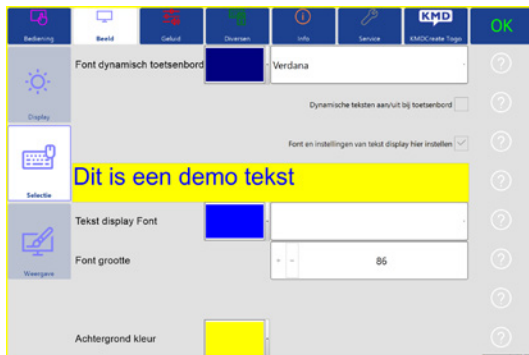 Bediening Beeld Geluid Diversen Info Service KMD KMDCreate Togo OK
Font dynamisch toetsenbord Verdana
Display
Dynamische teksten aan/uit bij toetsenbord
Font en instellingen van tekst display hier instellen
Selectie
Dit is een demo tekst
Tekst display Font
Weergave
Font grootte 86
Achtergrond kleur